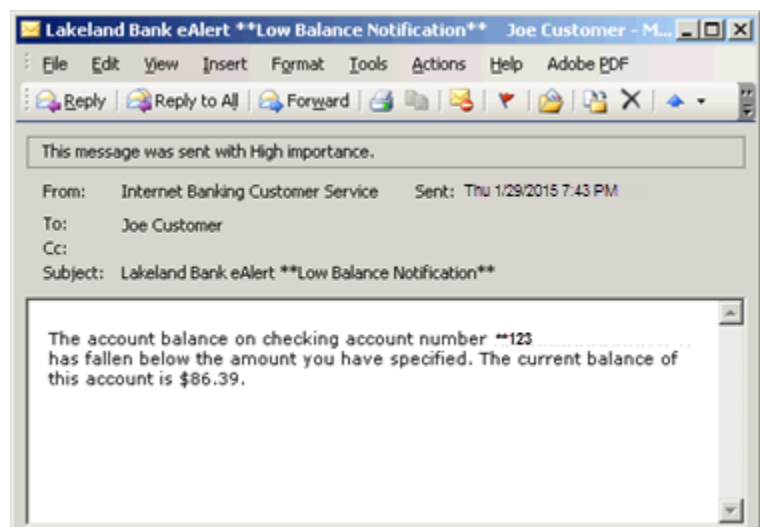 Lakeland Bank eAlert **Low Balance Notification** Joe Customer - M...
File Edit View Insert Format Tools Actions Help Adobe PDF
Reply Reply to All Forward
This message was sent with High importance.
From: Internet Banking Customer Service Sent: Thu 1/29/2015 7:43 PM
To: Joe Customer
Cc:
Subject: Lakeland Bank eAlert **Low Balance Notification**
The account balance on checking account number **123
has fallen below the amount you have specified. The current balance of
this account is $86.39.